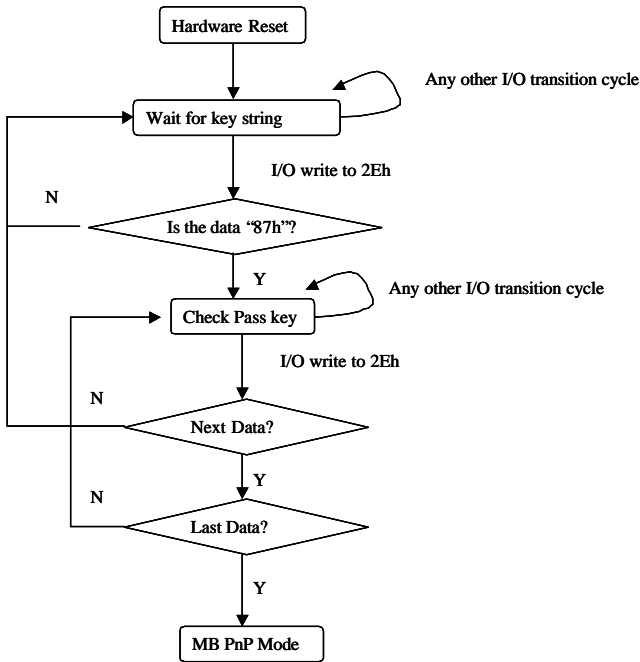 Hardware Reset
Any other I/O transition cycle
Wait for key string
I/O write to 2Eh
N
Is the data “87h”?
Y
Any other I/O transition cycle
Check Pass key
I/O write to 2Eh
N
Next Data?
Y
N
Last Data?
Y
MB PnP Mode